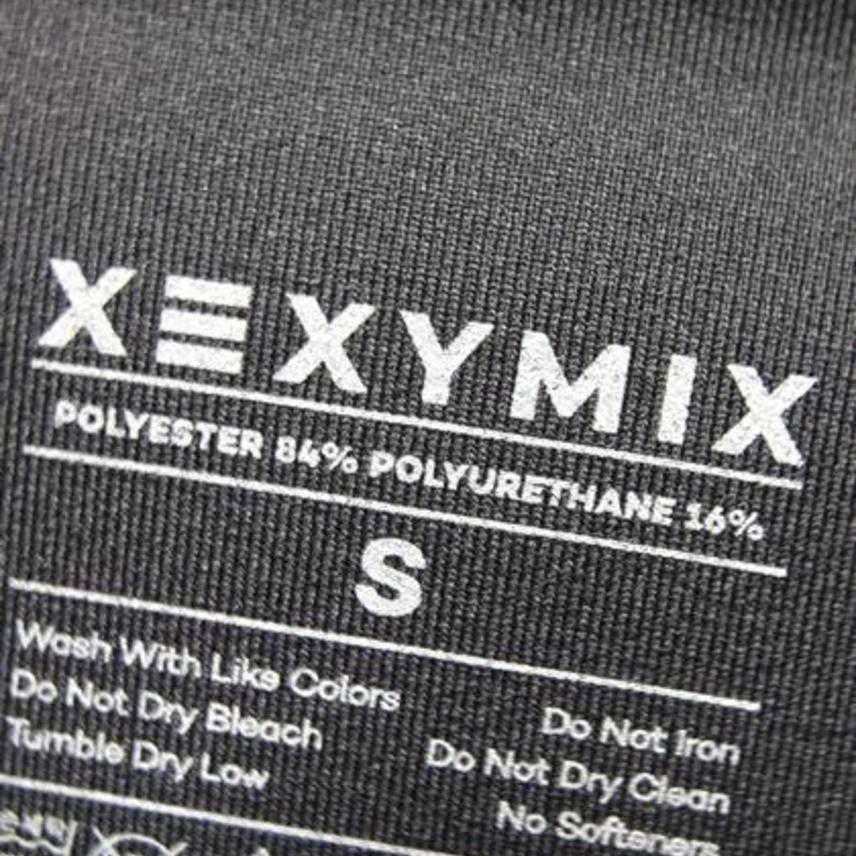 XEXYMIX
POLYESTER 84% POLYURETHANE 16%
S
Wash With Like Colors
Do Not Dry Bleach
Tumble Dry Low
Do Not Iron
Do Not Dry Clean
No Softeners